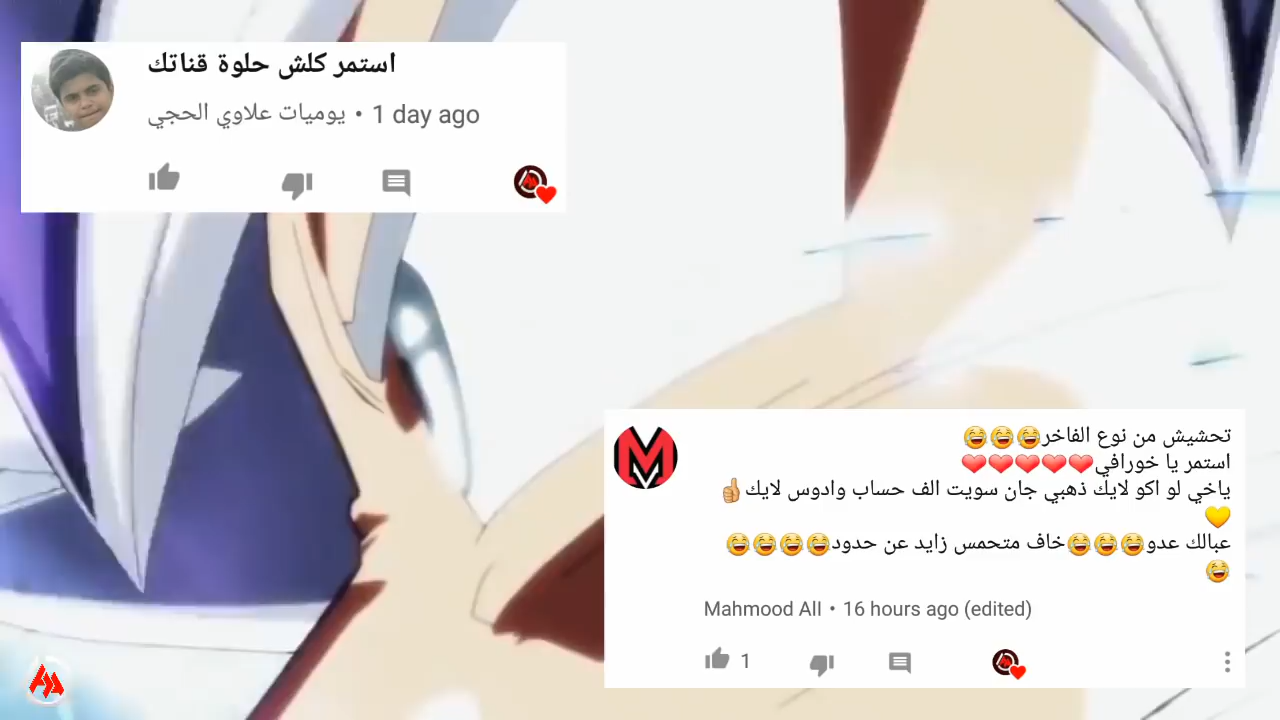 استمر كلش حلوة قناتك
يوميات علاوي الحجي • 1 day ago
تحشيش من نوع الفاخر😂😂😂
استمر يا خورافي❤❤❤❤❤
ياخي لو اكو لايك ذهبي جان سويت الف حساب وادوس لايك👍
💛
عبالك عدو😂😂😂خاف متحمس زايد عن حدود😂😂😂😂
😂
Mahmood All • 16 hours ago (edited)
1